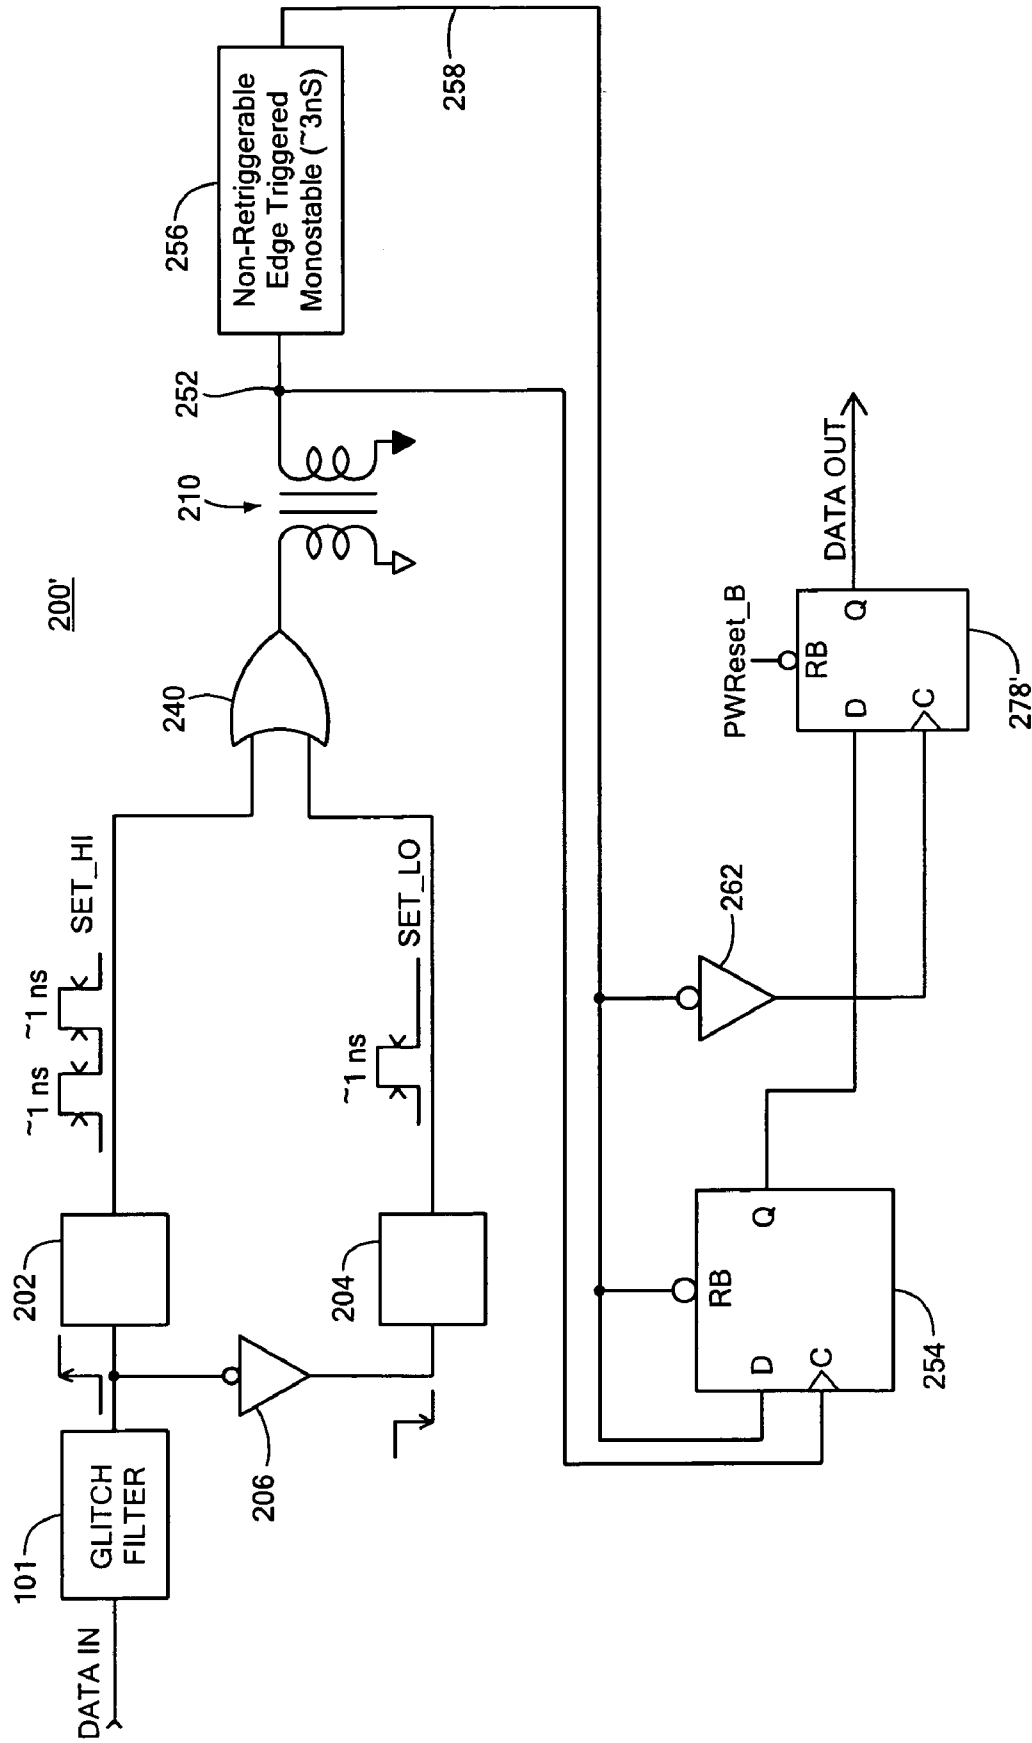 200'
DATA IN
101
GLITCH
FILTER
202
~1 ns
~1 ns
SET_HI
206
204
~1 ns
SET_LO
240
210
252
256
Non-Retriggerable
Edge Triggered
Monostable (~3nS)
258
D
RB
Q
C
254
262
PWReset_B
D
RB
Q
C
278'
DATA OUT